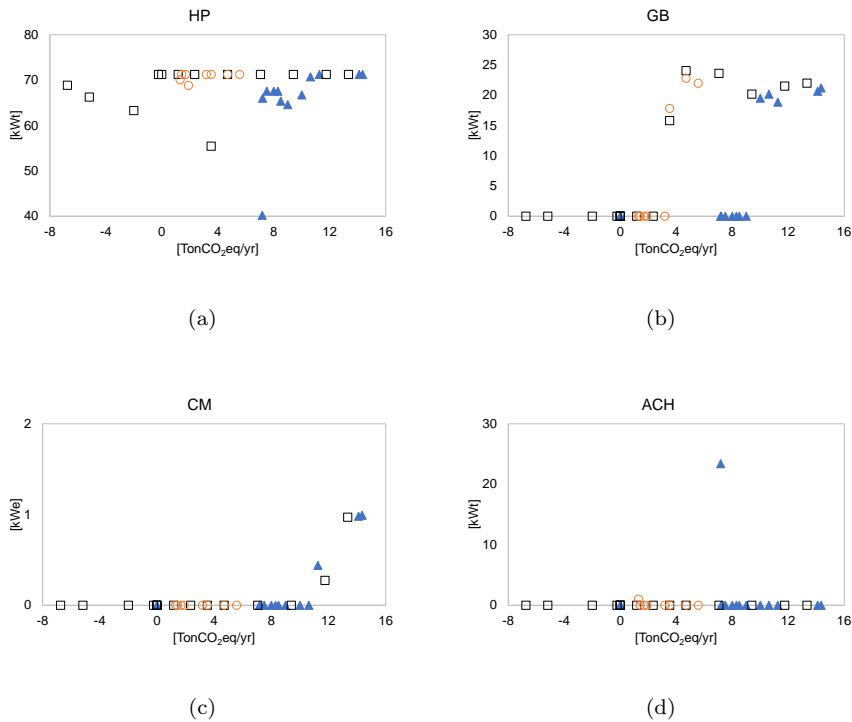 HP
80
70
60
50
40
[kWt]
-8 -4 0 4 8 12 16
[TonCO₂eq/yr]
(a)
GB
30
25
20
15
10
5
0
[kWt]
-8 -4 0 4 8 12 16
[TonCO₂eq/yr]
(b)
CM
2
1
0
[kWe]
-8 -4 0 4 8 12 16
[TonCO₂eq/yr]
(c)
ACH
30
20
10
0
[kWt]
-8 -4 0 4 8 12 16
[TonCO₂eq/yr]
(d)